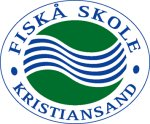 FISKÅ SKOLE
• KRISTIANSAND •